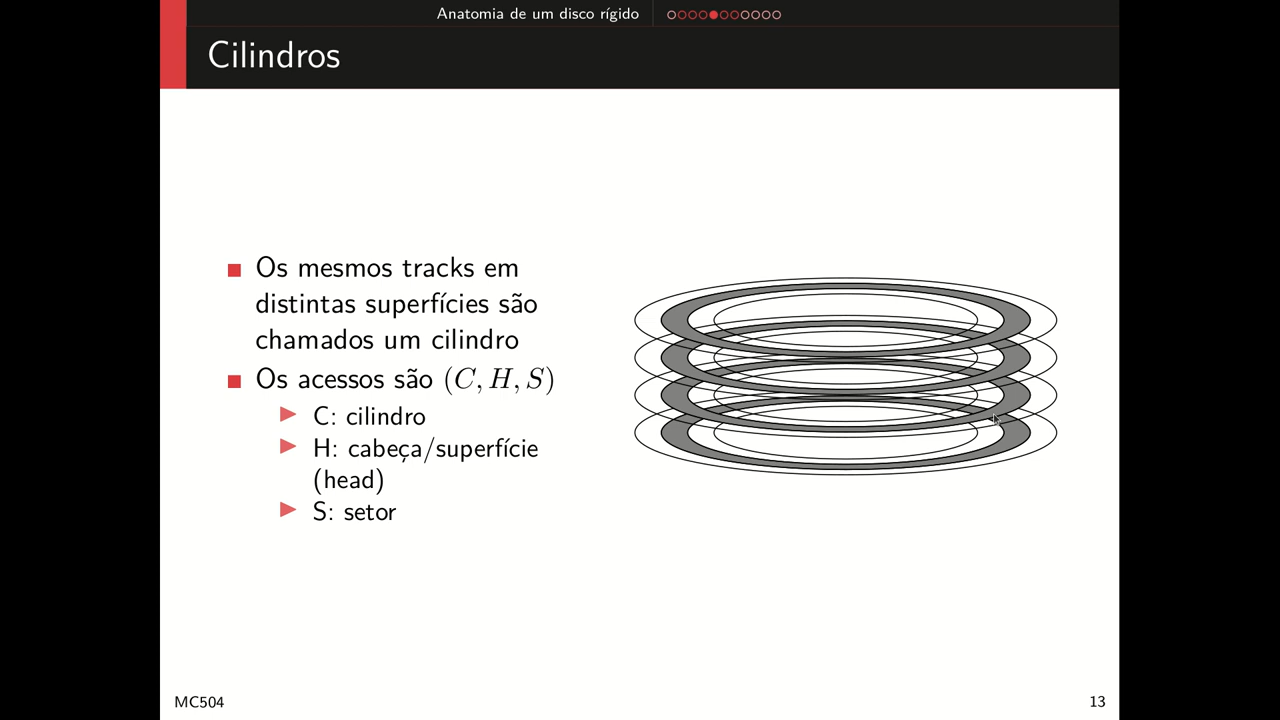 Anatomia de um disco rígido
Cilindros
Os mesmos tracks em
distintas superfícies são
chamados um cilindro
Os acessos são (C, H, S)
C: cilindro
H: cabeça/superfície
(head)
S: setor
MC504
13